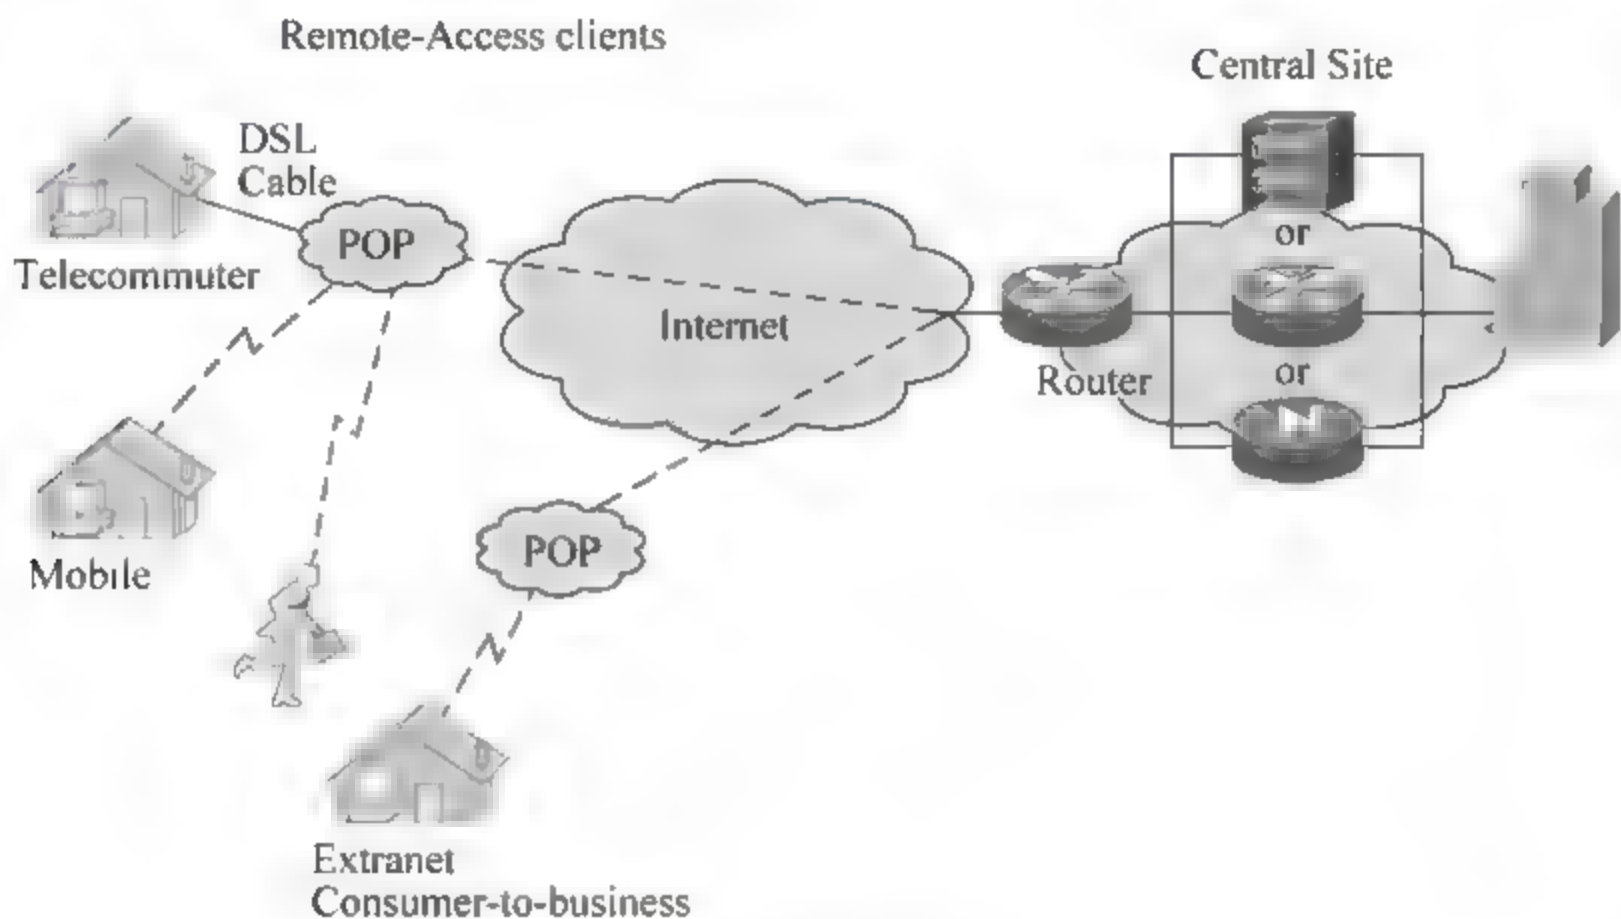 Remote-Access clients
Central Site
DSL
Cable
POP
Telecommuter
or
Internet
Router
or
Mobile
POP
Extranet
Consumer-to-business